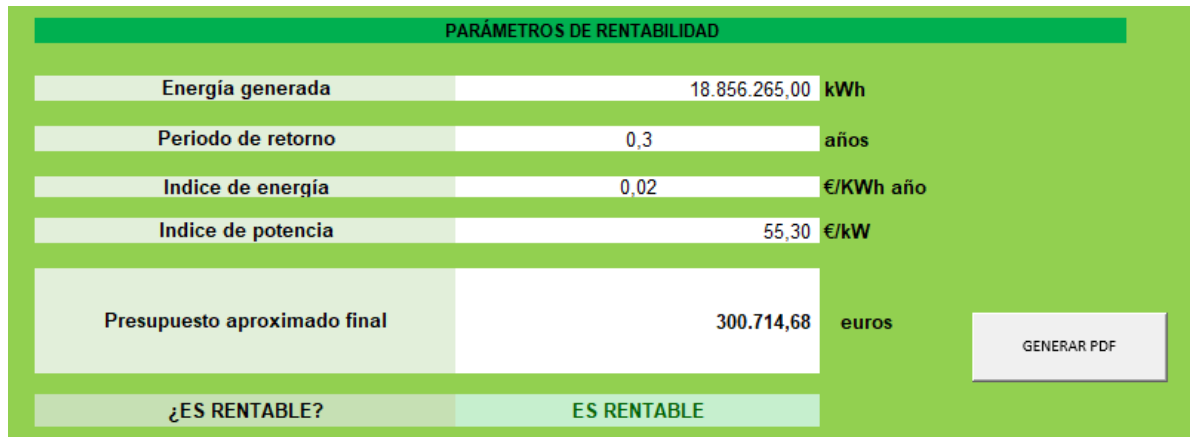 PARÁMETROS DE RENTABILIDAD
Energía generada 18.856.265,00 kWh
Periodo de retorno 0,3 años
Indice de energía 0,02 €/KWh año
Indice de potencia 55,30 €/kW
Presupuesto aproximado final 300.714,68 euros
GENERAR PDF
¿ES RENTABLE? ES RENTABLE